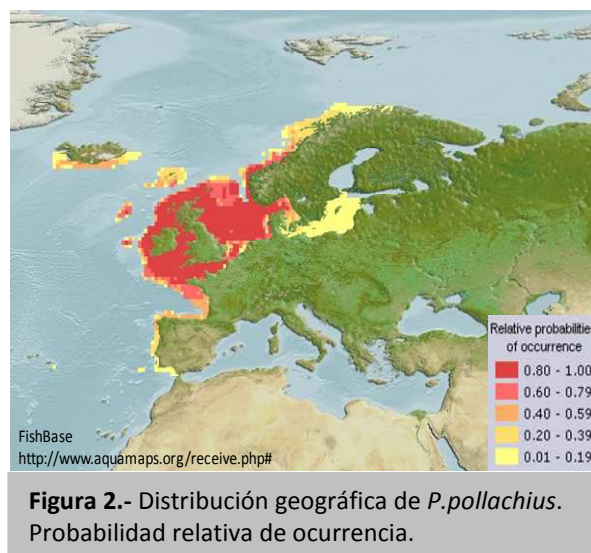 Relative probabilitie
of occurrence
0.80 - 1.00
0.60 - 0.79
0.40 - 0.59
0.20 - 0.39
0.01 - 0.19
FishBase
http://www.aquamaps.org/receive.php#
Figura 2.- Distribución geográfica de P.pollachius.
Probabilidad relativa de ocurrencia.